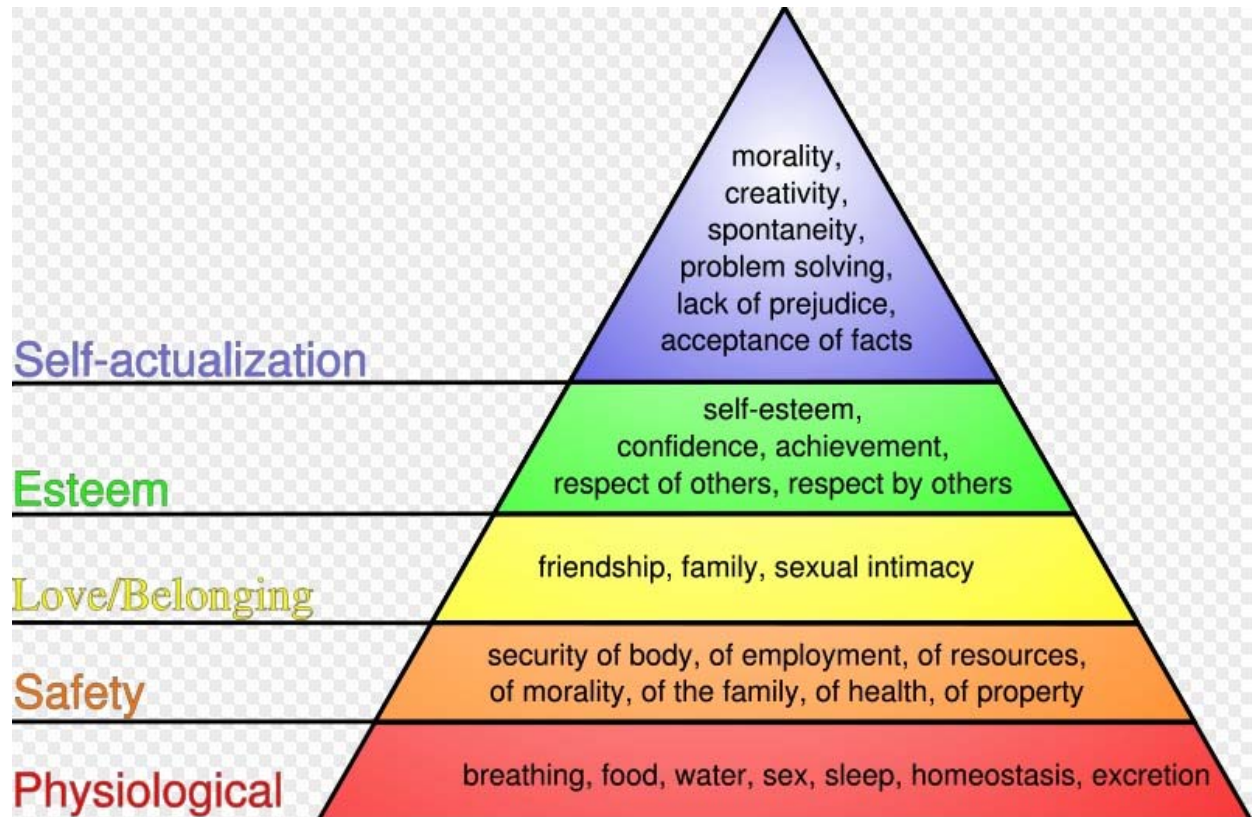 morality,
creativity,
spontaneity,
problem solving,
lack of prejudice,
acceptance of facts
Self-actualization
self-esteem,
confidence, achievement,
respect of others, respect by others
Esteem
friendship, family, sexual intimacy
Love/Belonging
security of body, of employment, of resources,
of morality, of the family, of health, of property
Safety
breathing, food, water, sex, sleep, homeostasis, excretion
Physiological